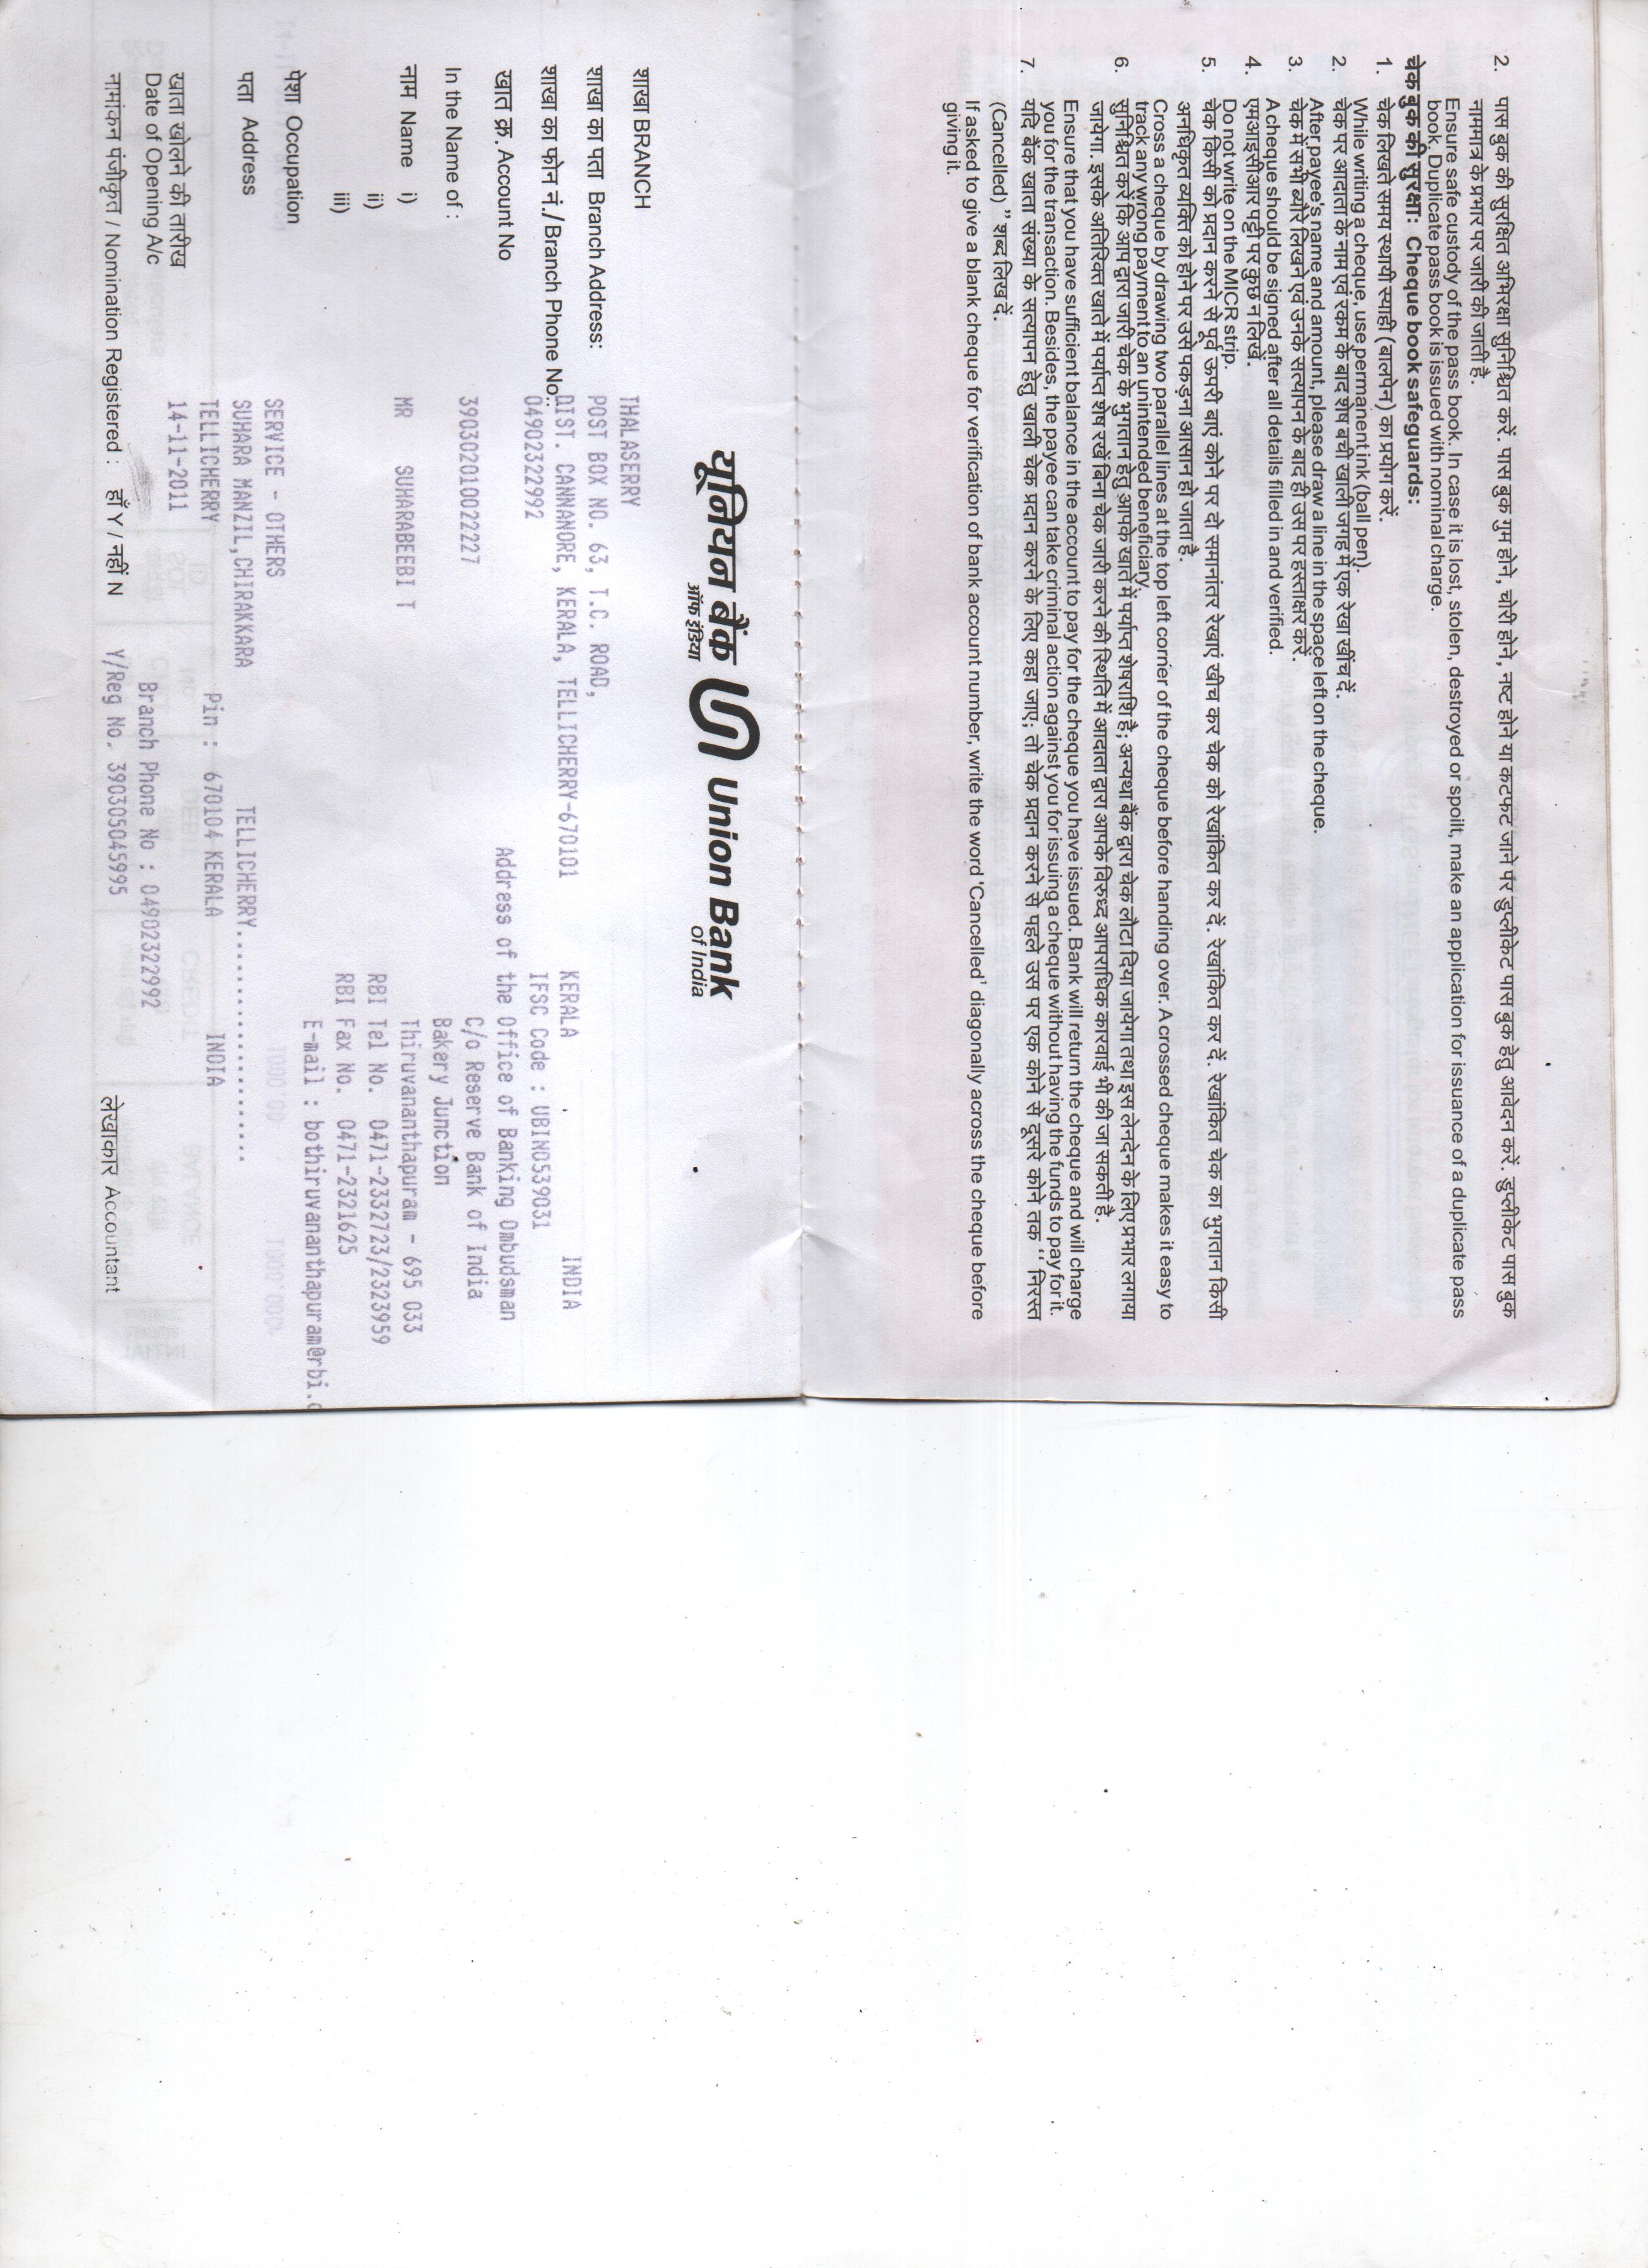 2. पास बुक की सुरक्षित अभिरक्षा सुनिश्चित करें. पास बुक गुम होने, चोरी होने, नष्ट होने या कटफट जाने पर डुप्लीकेट पास बुक हेतु आवेदन करें. डुप्लीकेट पास बुक
नाममात्र के प्रभार पर जारी की जाती है.
Ensure safe custody of the pass book. In case it is lost, stolen, destroyed or spoilt, make an application for issuance of a duplicate pass
book. Duplicate pass book is issued with nominal charge.
चेक बुक की सुरक्षा: Cheque book safeguards:
1. चेक लिखते समय स्थायी स्याही (बालपेन) का प्रयोग करें.
While writing a cheque, use permanent ink (ball pen).
2. चेक पर आदाता के नाम एवं रकम के बाद शेष बची खाली जगह में एक रेखा खींच दें.
After payee's name and amount, please draw a line in the space left on the cheque.
3. चेक में सभी ब्यौरे लिखने एवं उनके सत्यापन के बाद ही उस पर हस्ताक्षर करें.
A cheque should be signed after all details filled in and verified.
4. एमआइसीआर पट्टी पर कुछ न लिखें.
Do not write on the MICR strip.
5. चेक किसी को प्रदान करने से पूर्व ऊपरी बाएं कोने पर दो समानांतर रेखाएं खीच कर चेक को रेखांकित कर दें. रेखांकित कर दें. रेखांकित चेक का भुगतान किसी
अनधिकृत व्यक्ति को होने पर उसे पकड़ना आसान हो जाता है.
Cross a cheque by drawing two parallel lines at the top left corner of the cheque before handing over. A crossed cheque makes it easy to
track any wrong payment to an unintended beneficiary.
6. सुनिश्चित करें कि आप द्वारा जारी चेक के भुगतान हेतु आपके खाते में पर्याप्त शेषराशि है; अन्यथा बैंक द्वारा चेक लौटा दिया जायेगा तथा इस लेनदेन के लिए प्रभार लगाया
जायेगा. इसके अतिरिक्त खाते में पर्याप्त शेष रखें बिना चेक जारी करने की स्थिति में आदाता द्वारा आपके विरुध्द आपराधिक कारवाई भी की जा सकती है.
Ensure that you have sufficient balance in the account to pay for the cheque you have issued. Bank will return the cheque and will charge
you for the transaction. Besides, the payee can take criminal action against you for issuing a cheque without having the funds to pay for it.
7. यदि बैंक खाता संख्या के सत्यापन हेतु खाली चेक प्रदान करने के लिए कहा जाए; तो चेक प्रदान करने से पहले उस पर एक कोने से दूसरे कोने तक “ निरस्त
(Cancelled) ” शब्द लिख दें.
If asked to give a blank cheque for verification of bank account number, write the word 'Cancelled' diagonally across the cheque before
giving it.
यूनियन बैंक Union Bank
ऑफ इंडिया of India
शाखा BRANCH THALASERRY
शाखा का पता Branch Address: POST BOX NO. 63, T.C. ROAD,
DIST. CANNANORE, KERALA, TELLICHERRY-670101 KERALA INDIA
शाखा का फोन नं./ Branch Phone No.: 04902322992 IFSC Code : UBIN0539031
खात क्र. Account No 39030201002227 Address of the Office of Banking Ombudsman
C/o Reserve Bank of India
In the Name of : Bakery Junction
नाम Name i) MR SUHARABEEBI T Thiruvananthapuram - 695 033
ii) RBI Tel No. 0471-2332723/2323959
iii) RBI Fax No. 0471-2321625
E-mail : bothiruvananthapuram@rbi.
पेशा Occupation SERVICE - OTHERS
पता Address SUHARA MANZIL,CHIRAKKARA TELLICHERRY....................
TELLICHERRY Pin : 670104 KERALA INDIA
खाता खोलने की तारीख 14-11-2011
Date of Opening A/c Branch Phone No : 04902322992
नामांकन पंजीकृत / Nomination Registered : हाँ Y / नहीं N Y/Reg No. 390305045995 लेखाकार Accountant